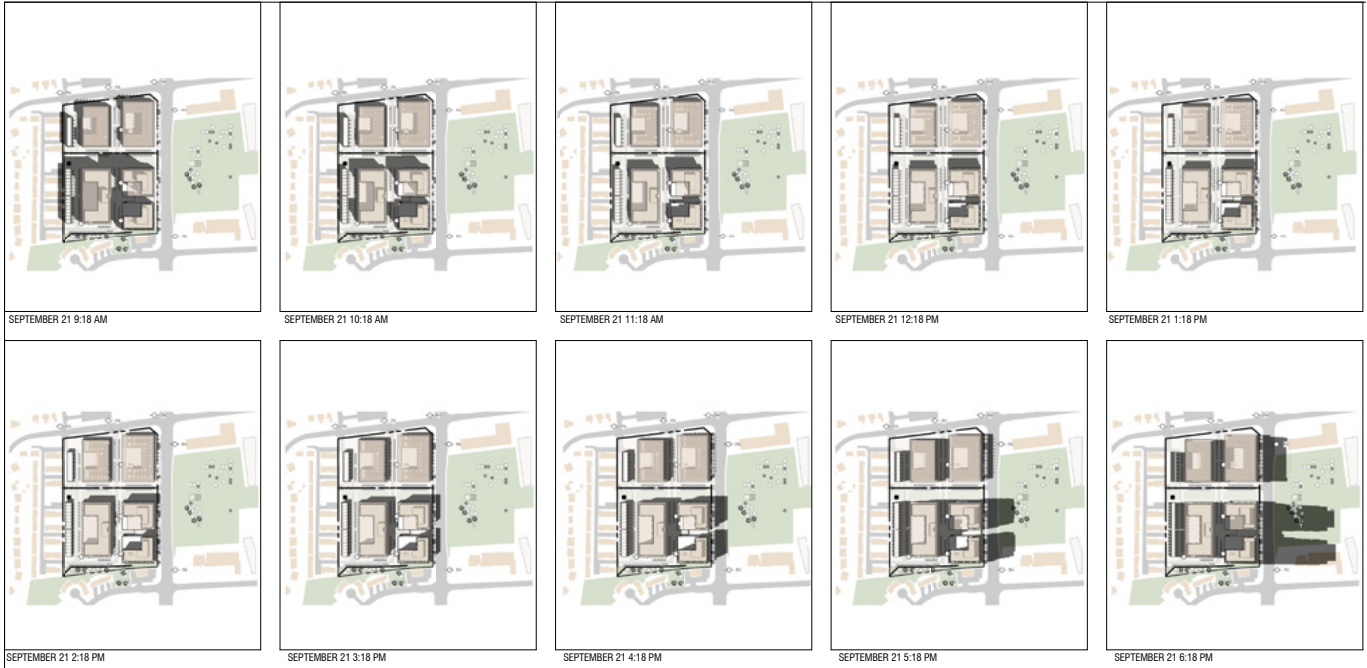 SEPTEMBER 21 9:18 AM
SEPTEMBER 21 10:18 AM
SEPTEMBER 21 11:18 AM
SEPTEMBER 21 12:18 PM
SEPTEMBER 21 1:18 PM
SEPTEMBER 21 2:18 PM
SEPTEMBER 21 3:18 PM
SEPTEMBER 21 4:18 PM
SEPTEMBER 21 5:18 PM
SEPTEMBER 21 6:18 PM